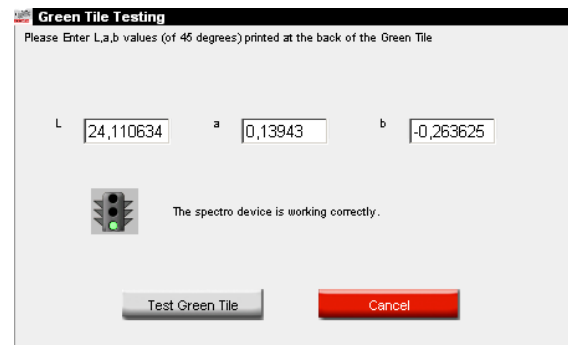 Green Tile Testing
Please Enter L,a,b values (of 45 degrees) printed at the back of the Green Tile
L 24,110634 a 0,13943 b -0,263625
The spectro device is working correctly.
Test Green Tile Cancel